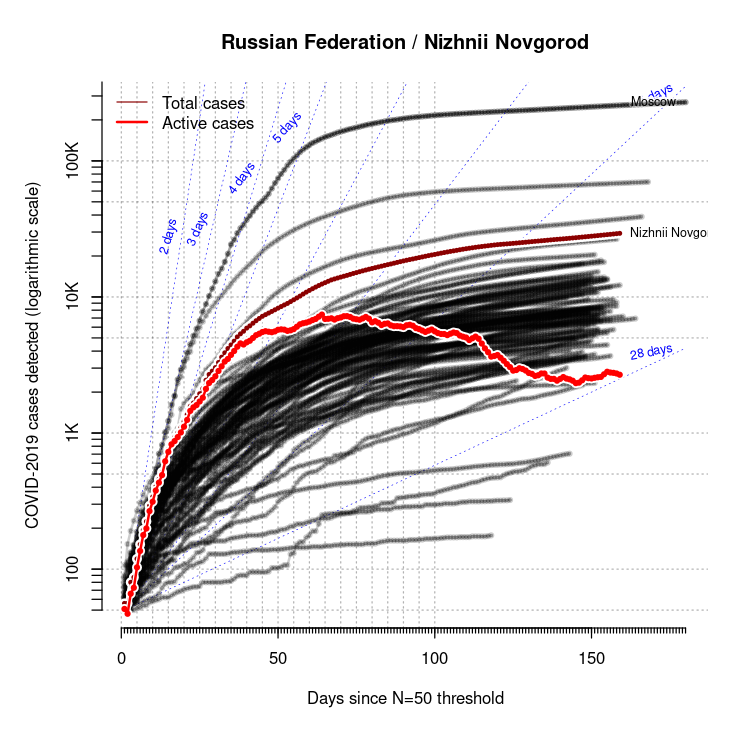 Russian Federation / Nizhnii Novgorod
Total cases
Active cases
2 days
3 days
4 days
5 days
days
Moscow
Nizhnii Novgo
28 days
COVID-2019 cases detected (logarithmic scale)
100K
10K
1K
100
0 50 100 150
Days since N=50 threshold